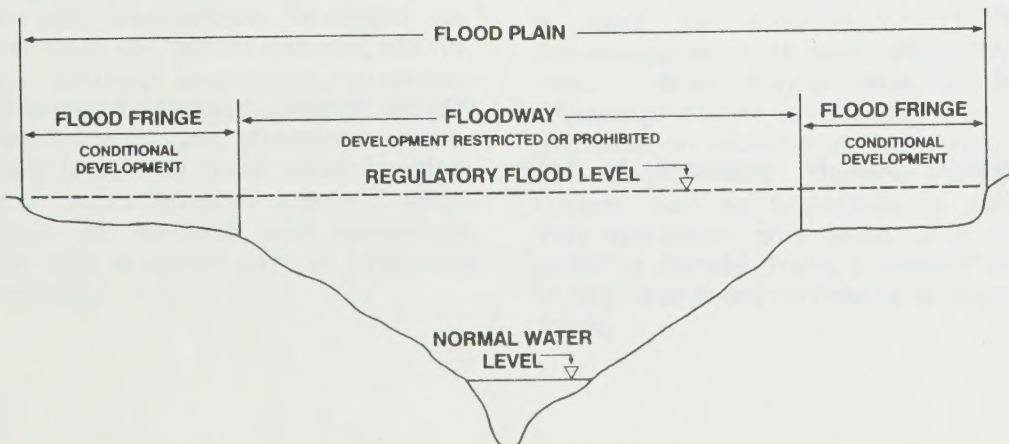 FLOOD PLAIN
FLOOD FRINGE
CONDITIONAL
DEVELOPMENT
FLOODWAY
DEVELOPMENT RESTRICTED OR PROHIBITED
FLOOD FRINGE
CONDITIONAL
DEVELOPMENT
REGULATORY FLOOD LEVEL
NORMAL WATER
LEVEL